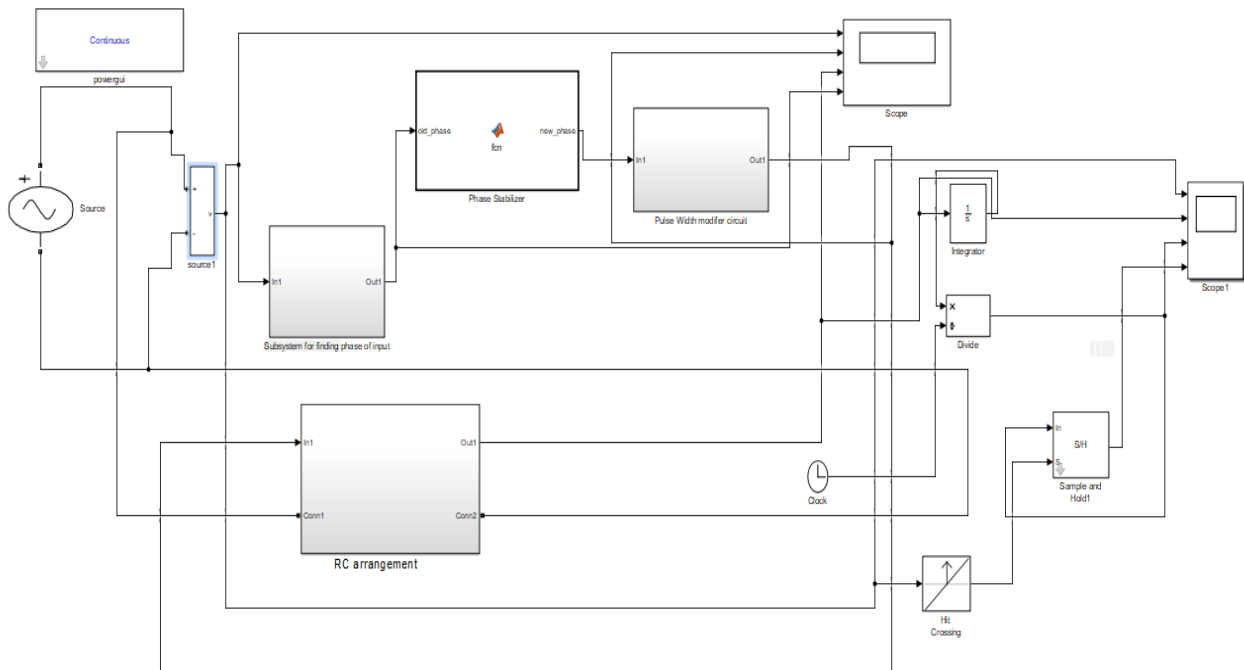 Continuous
powergui
Scope
old_phase
fcn
new_phase
Phase Stabilizer
In1
Out1
Pulse Width modifer circuit
+
Source
+
v
-
source1
In1
Out1
Subsystem for finding phase of input
1
s
Integrator
Scope1
×
÷
Divide
In1
Out1
Conn1
Conn2
RC arrangement
Clock
In
S/H
S
Sample and
Hold1
Hit
Crossing